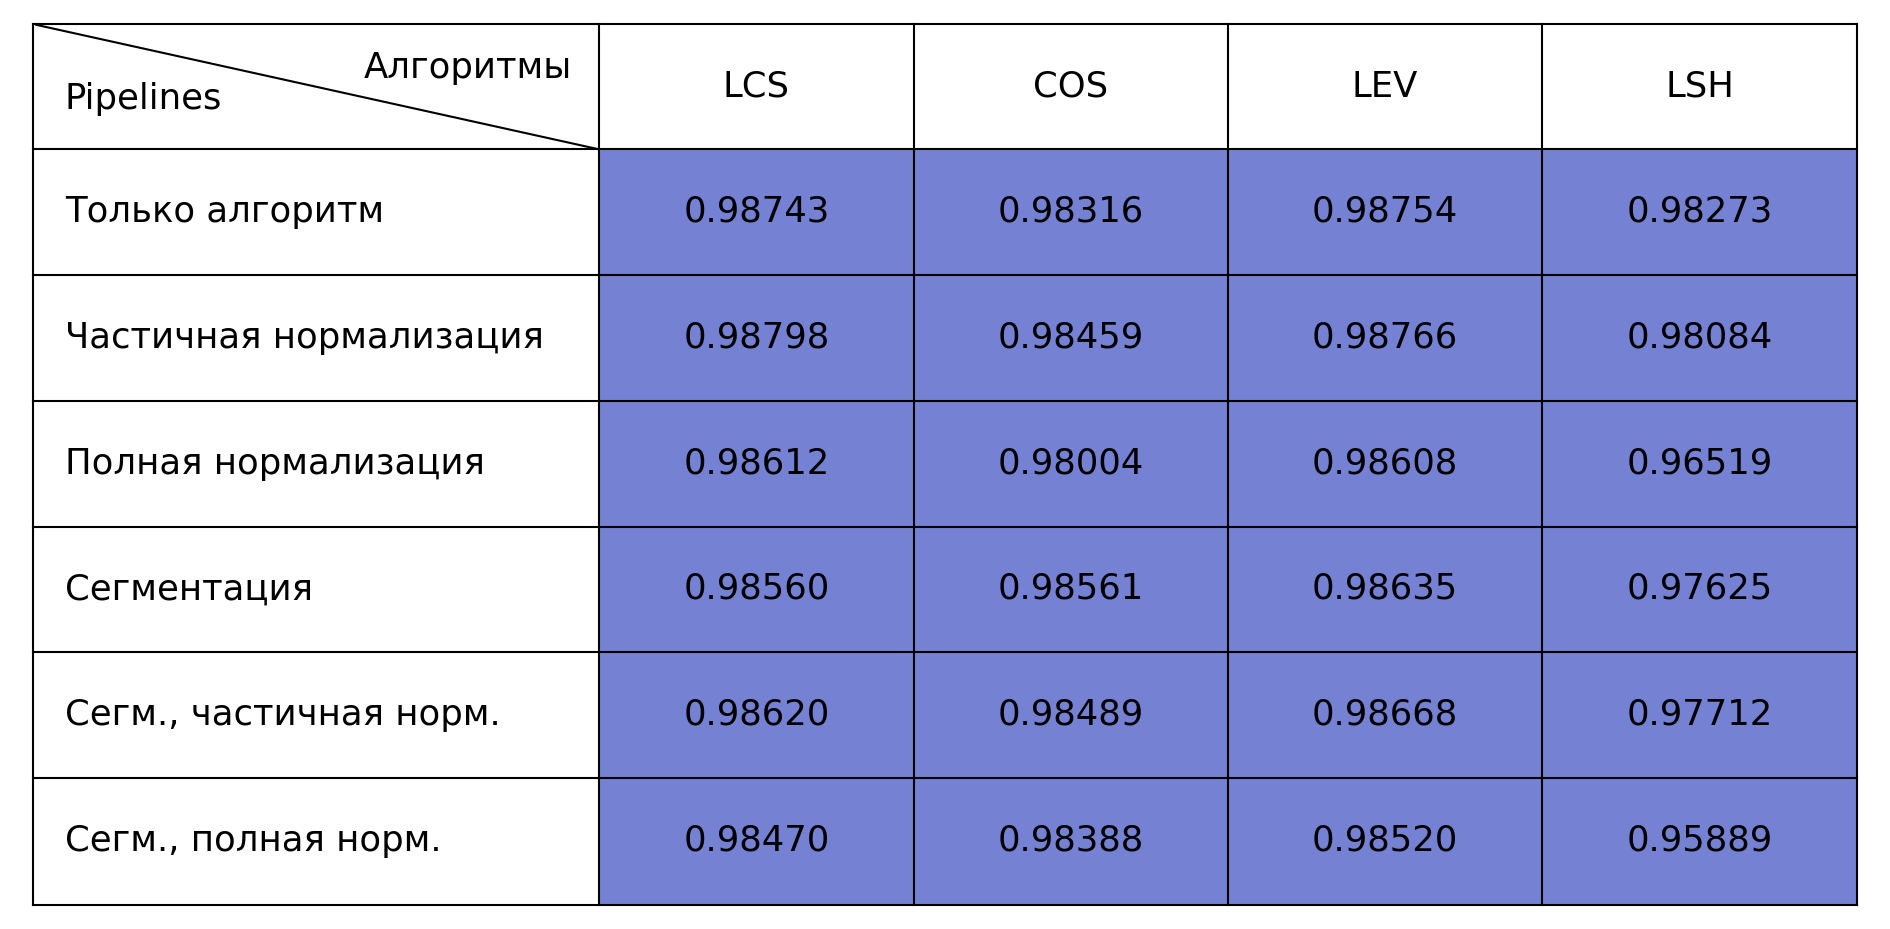 Алгоритмы
Pipelines
LCS COS LEV LSH
Только алгоритм 0.98743 0.98316 0.98754 0.98273
Частичная нормализация 0.98798 0.98459 0.98766 0.98084
Полная нормализация 0.98612 0.98004 0.98608 0.96519
Сегментация 0.98560 0.98561 0.98635 0.97625
Сегм., частичная норм. 0.98620 0.98489 0.98668 0.97712
Сегм., полная норм. 0.98470 0.98388 0.98520 0.95889